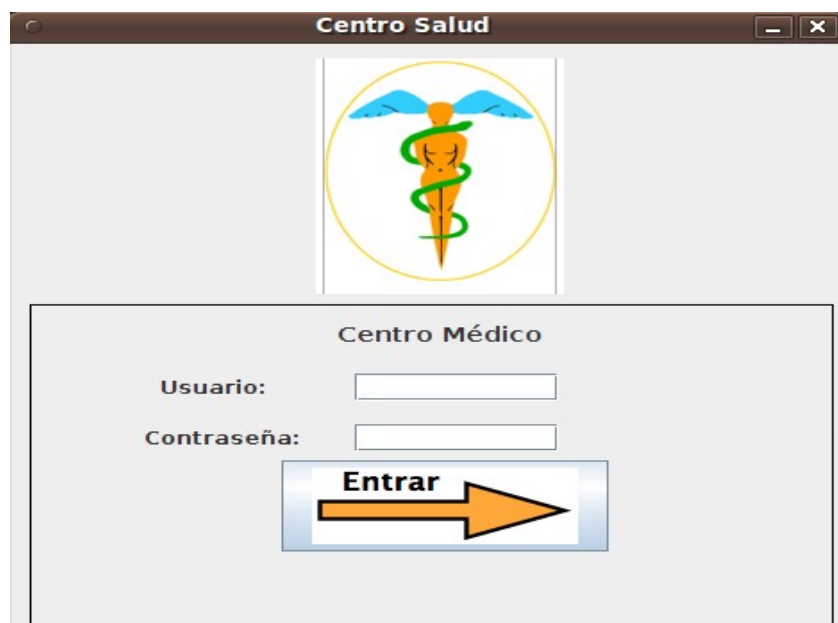 Centro Salud
Centro Médico
Usuario:
Contraseña:
Entrar